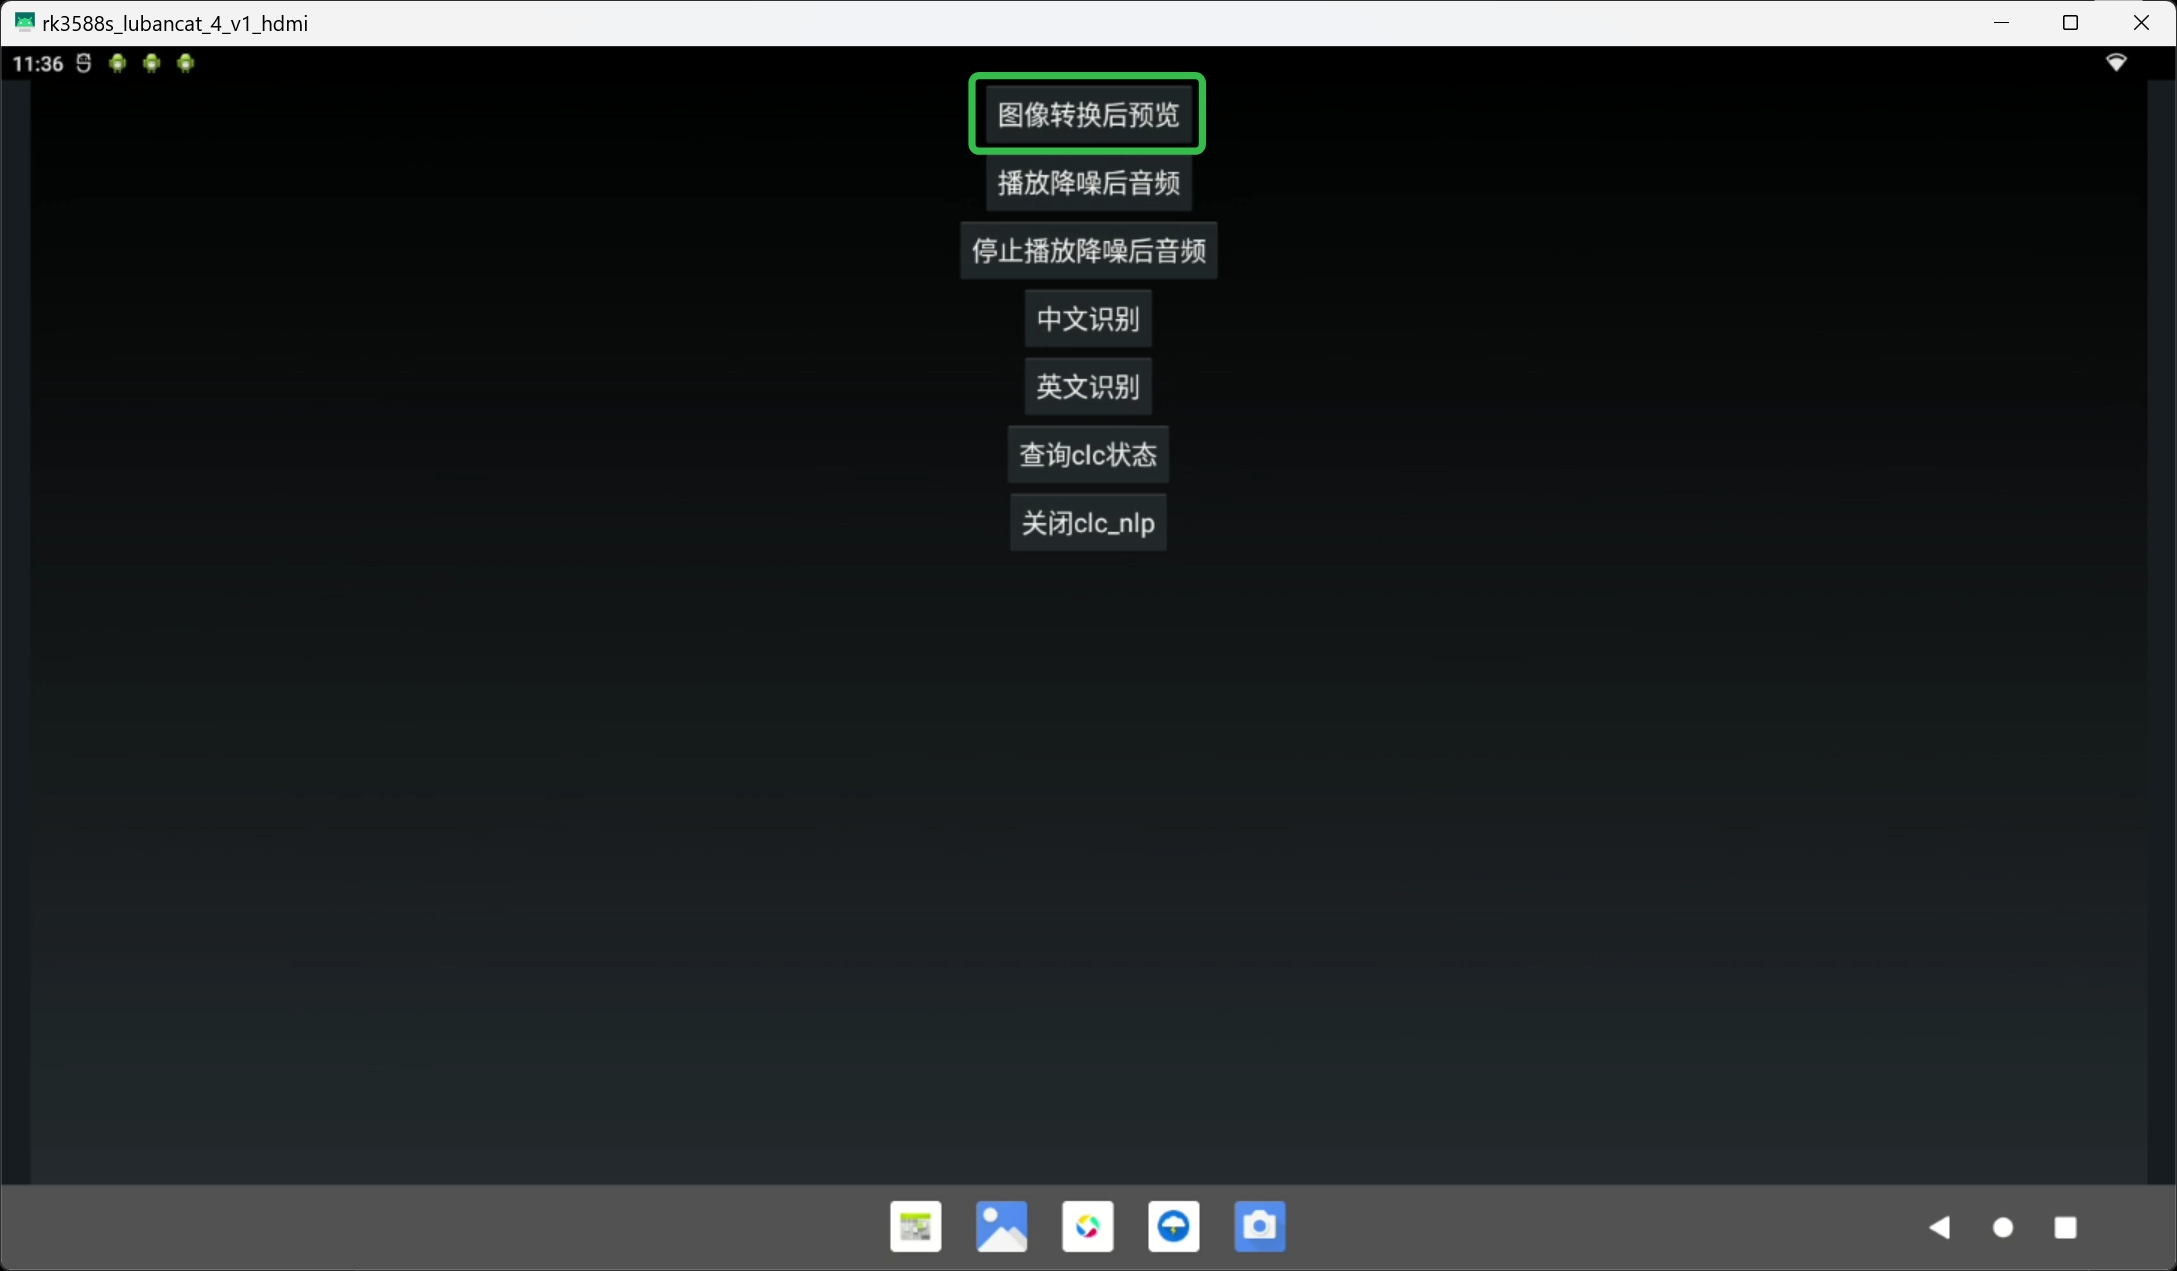 rk3588s_lubancat_4_v1_hdmi
11:36
图像转换后预览
播放降噪后音频
停止播放降噪后音频
中文识别
英文识别
查询clc状态
关闭clc_nlp